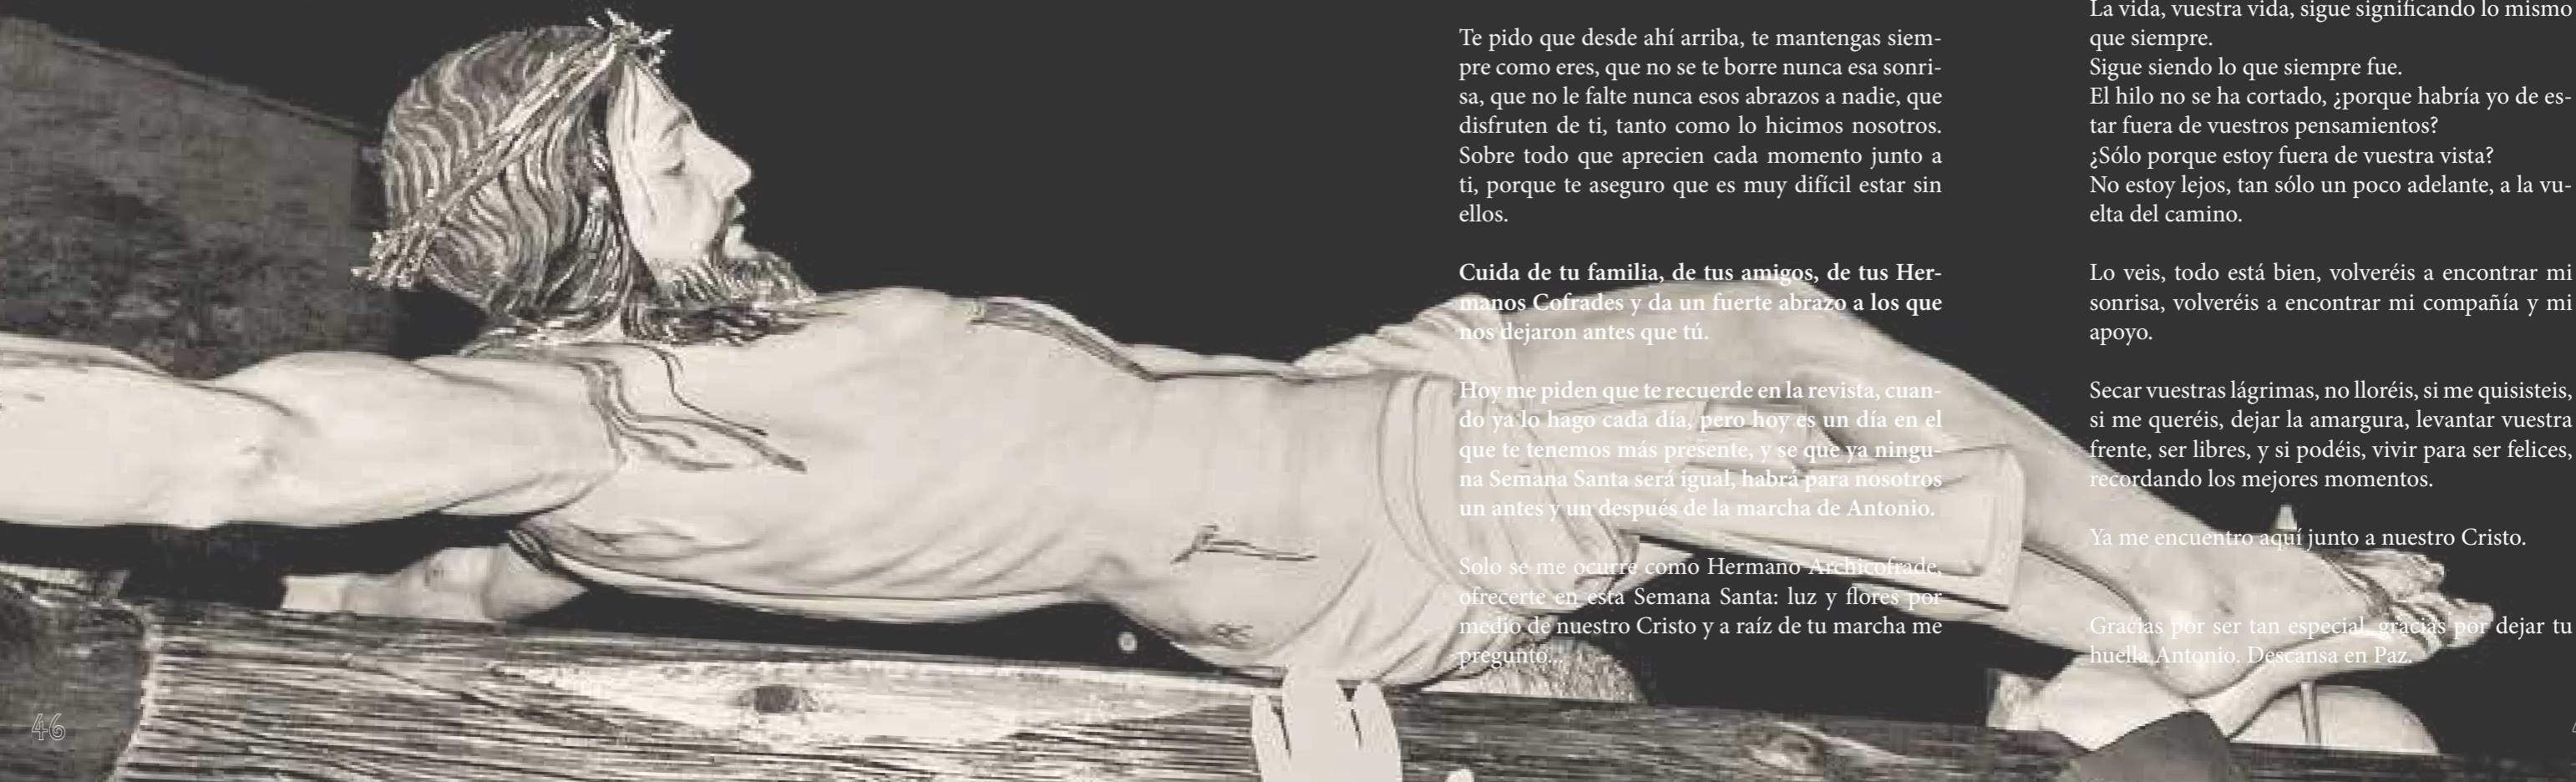 Te pido que desde ahí arriba, te mantengas siem-
pre como eres, que no se te borre nunca esa sonri-
sa, que no le falte nunca esos abrazos a nadie, que
disfruten de ti, tanto como lo hicimos nosotros.
Sobre todo que aprecien cada momento junto a
ti, porque te aseguro que es muy difícil estar sin
ellos.
Cuida de tu familia, de tus amigos, de tus Her-
manos Cofrades y da un fuerte abrazo a los que
nos dejaron antes que tú.
Hoy me piden que te recuerde en la revista, cuan-
do ya lo hago cada día, pero hoy es un día en el
que te tenemos más presente, y se que ya ningu-
na Semana Santa será igual, habrá para nosotros
un antes y un después de la marcha de Antonio.
Solo se me ocurre como Hermano Archicofrade,
ofrecerte en esta Semana Santa: luz y flores por
medio de nuestro Cristo y a raíz de tu marcha me
pregunto...
La vida, vuestra vida, sigue significando lo mismo
que siempre.
Sigue siendo lo que siempre fue.
El hilo no se ha cortado, ¿porque habría yo de es-
tar fuera de vuestros pensamientos?
¿Sólo porque estoy fuera de vuestra vista?
No estoy lejos, tan sólo un poco adelante, a la vu-
elta del camino.
Lo veis, todo está bien, volveréis a encontrar mi
sonrisa, volveréis a encontrar mi compañía y mi
apoyo.
Secar vuestras lágrimas, no lloréis, si me quisisteis,
si me queréis, dejar la amargura, levantar vuestra
frente, ser libres, y si podéis, vivir para ser felices,
recordando los mejores momentos.
Ya me encuentro aquí junto a nuestro Cristo.
Gracias por ser tan especial, gracias por dejar tu
huella Antonio. Descansa en Paz.
46